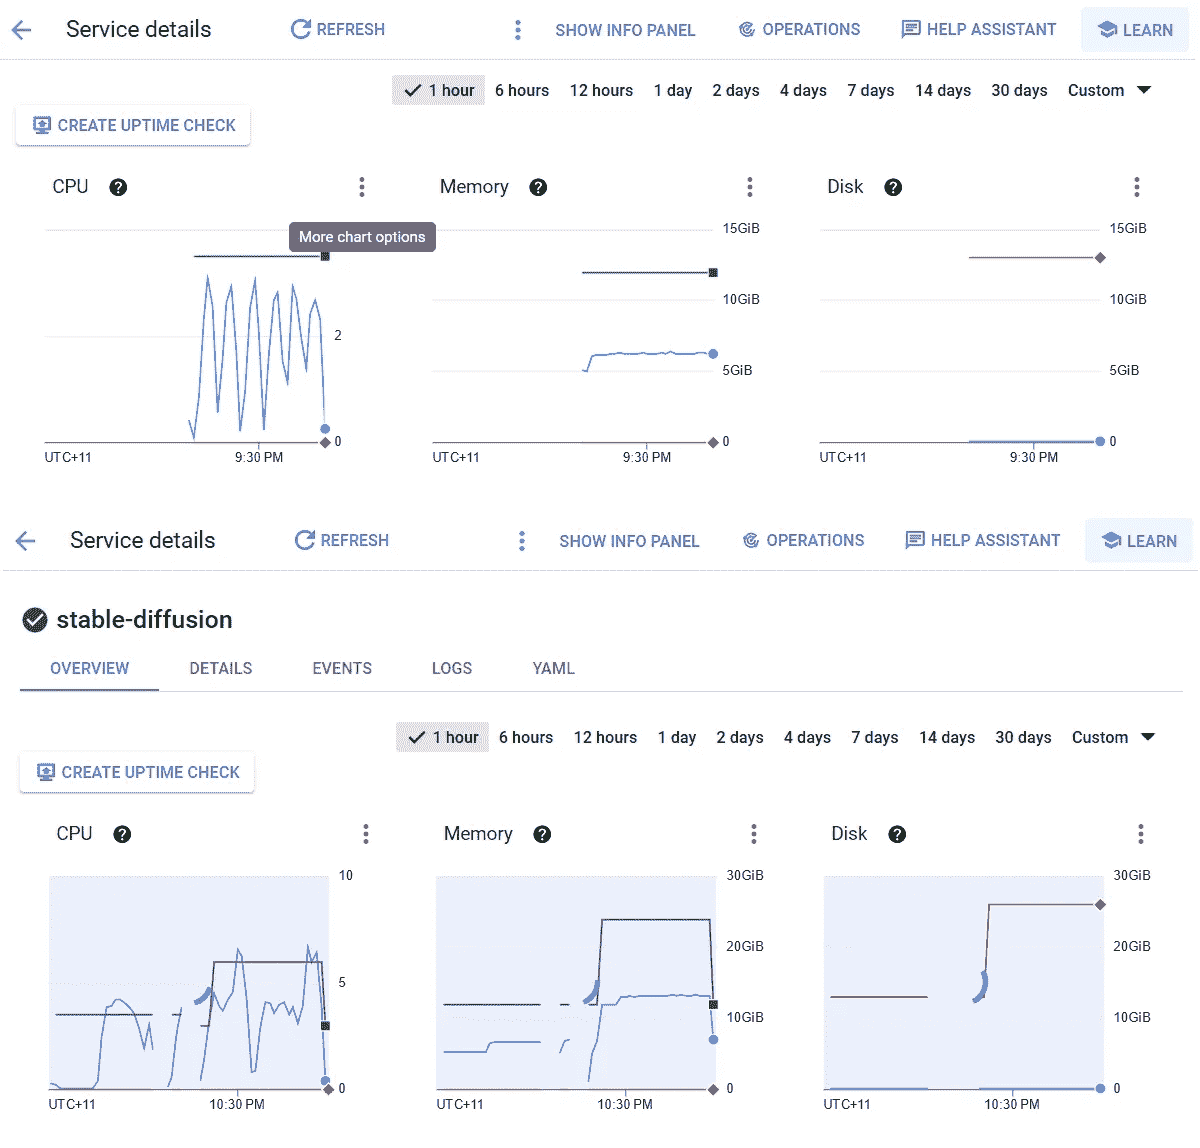 Service details REFRESH SHOW INFO PANEL OPERATIONS HELP ASSISTANT LEARN
1 hour 6 hours 12 hours 1 day 2 days 4 days 7 days 14 days 30 days Custom
CREATE UPTIME CHECK
CPU ? Memory ? Disk ?
15GiB 15GiB
More chart options
10GiB 10GiB
2
5GiB 5GiB
0 0 0
UTC+11 9:30 PM UTC+11 9:30 PM UTC+11 9:30 PM
Service details REFRESH SHOW INFO PANEL OPERATIONS HELP ASSISTANT LEARN
stable-diffusion
OVERVIEW DETAILS EVENTS LOGS YAML
1 hour 6 hours 12 hours 1 day 2 days 4 days 7 days 14 days 30 days Custom
CREATE UPTIME CHECK
CPU ? Memory ? Disk ?
10 30GiB 30GiB
20GiB 20GiB
5
10GiB 10GiB
0 0 0
UTC+11 10:30 PM UTC+11 10:30 PM UTC+11 10:30 PM